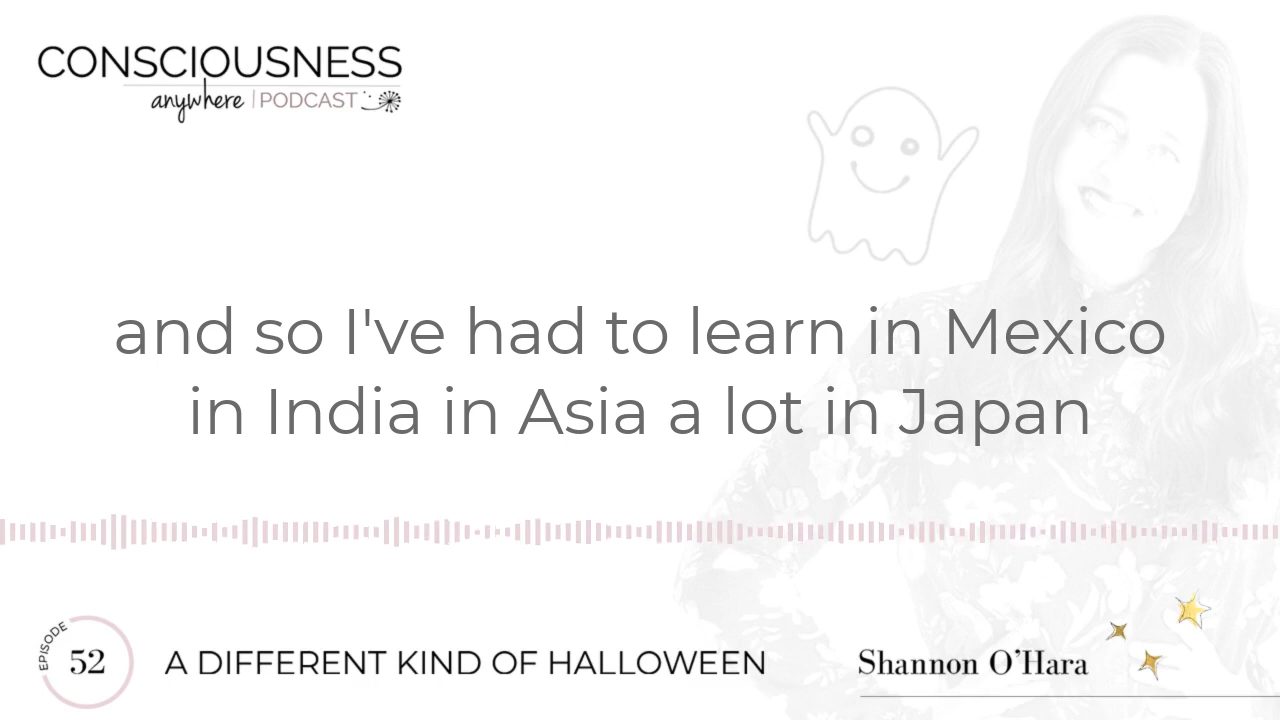 CONSCIOUSNESS
anywhere | PODCAST
and so I've had to learn in Mexico
in India in Asia a lot in Japan
EPISODE
52
A DIFFERENT KIND OF HALLOWEEN
Shannon O'Hara